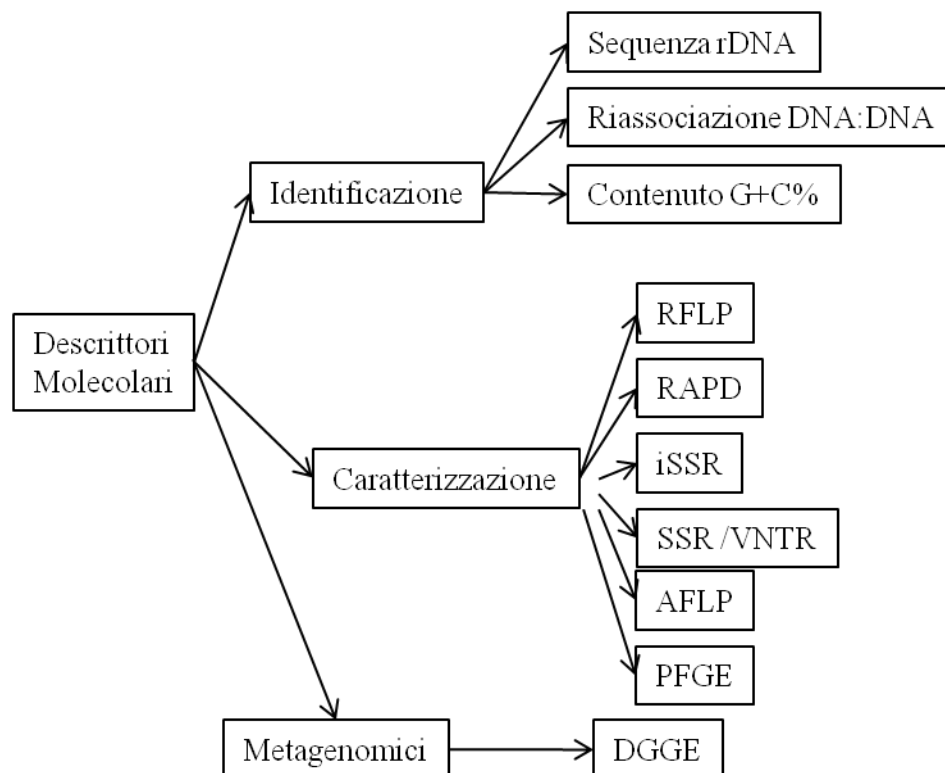 Sequenza rDNA
Riassociazione DNA:DNA
Identificazione
Contenuto G+C%
RFLP
Descrittori
Molecolari
RAPD
iSSR
Caratterizzazione
SSR /VNTR
AFLP
PFGE
Metagenomici
DGGE